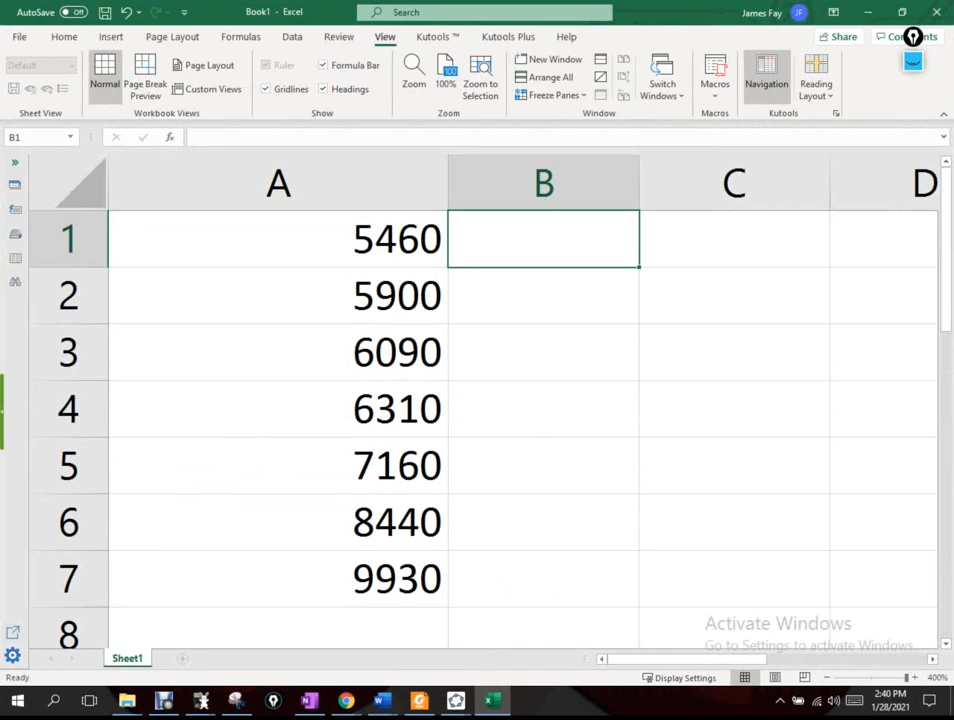 AutoSave Off Book1 - Excel Search James Fay JF
File Home Insert Page Layout Formulas Data Review View Kutools ™ Kutools Plus Help Share
Default
Normal
Page Break
Preview
Page Layout
Custom Views
Ruler
Gridlines
Formula Bar
Headings
Zoom
100%
100
Zoom to
Selection
New Window
Arrange All
Freeze Panes
Switch
Windows
Macros
Navigation
Reading
Layout
Sheet View Workbook Views Show Zoom Window Macros Kutools
B1 fx
A B C D
1 5460
2 5900
3 6090
4 6310
5 7160
6 8440
7 9930
8
Activate Windows
Go to Settings to activate Windows.
Sheet1
Ready Display Settings 400%
2:40 PM
1/28/2021